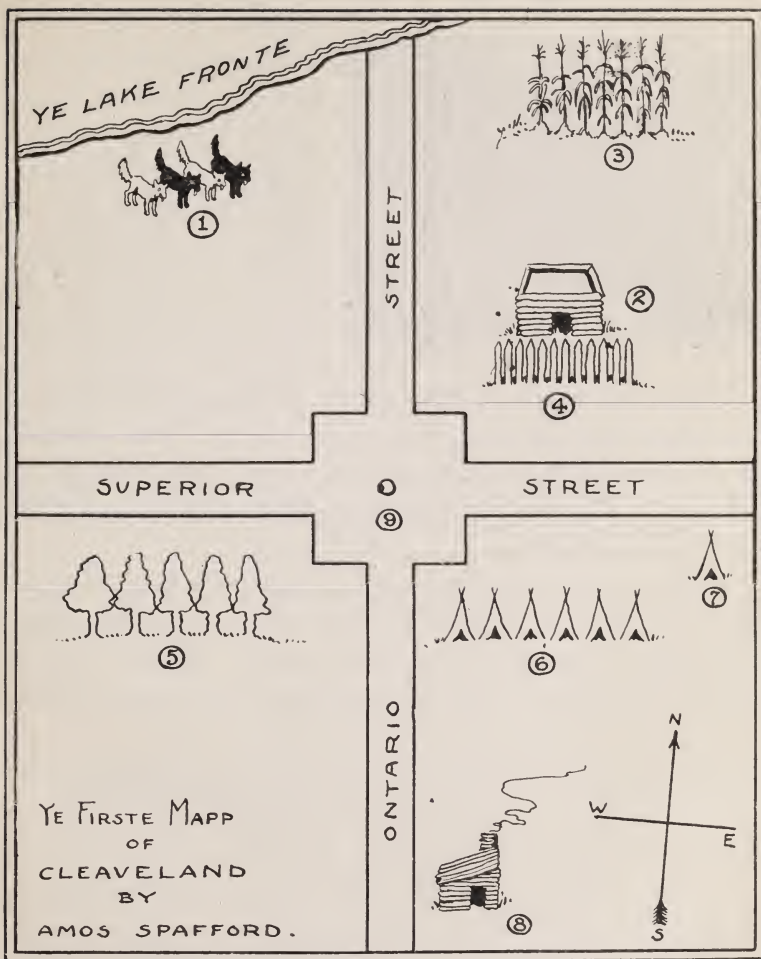 YE LAKE FRONTE
③
①
STREET
②
④
SUPERIOR
STREET
⑨
⑦
⑤
⑥
ONTARIO
N
W
E
S
YE FIRSTE MAPP
OF
CLEAVELAND
BY
AMOS SPAFFORD.
⑧